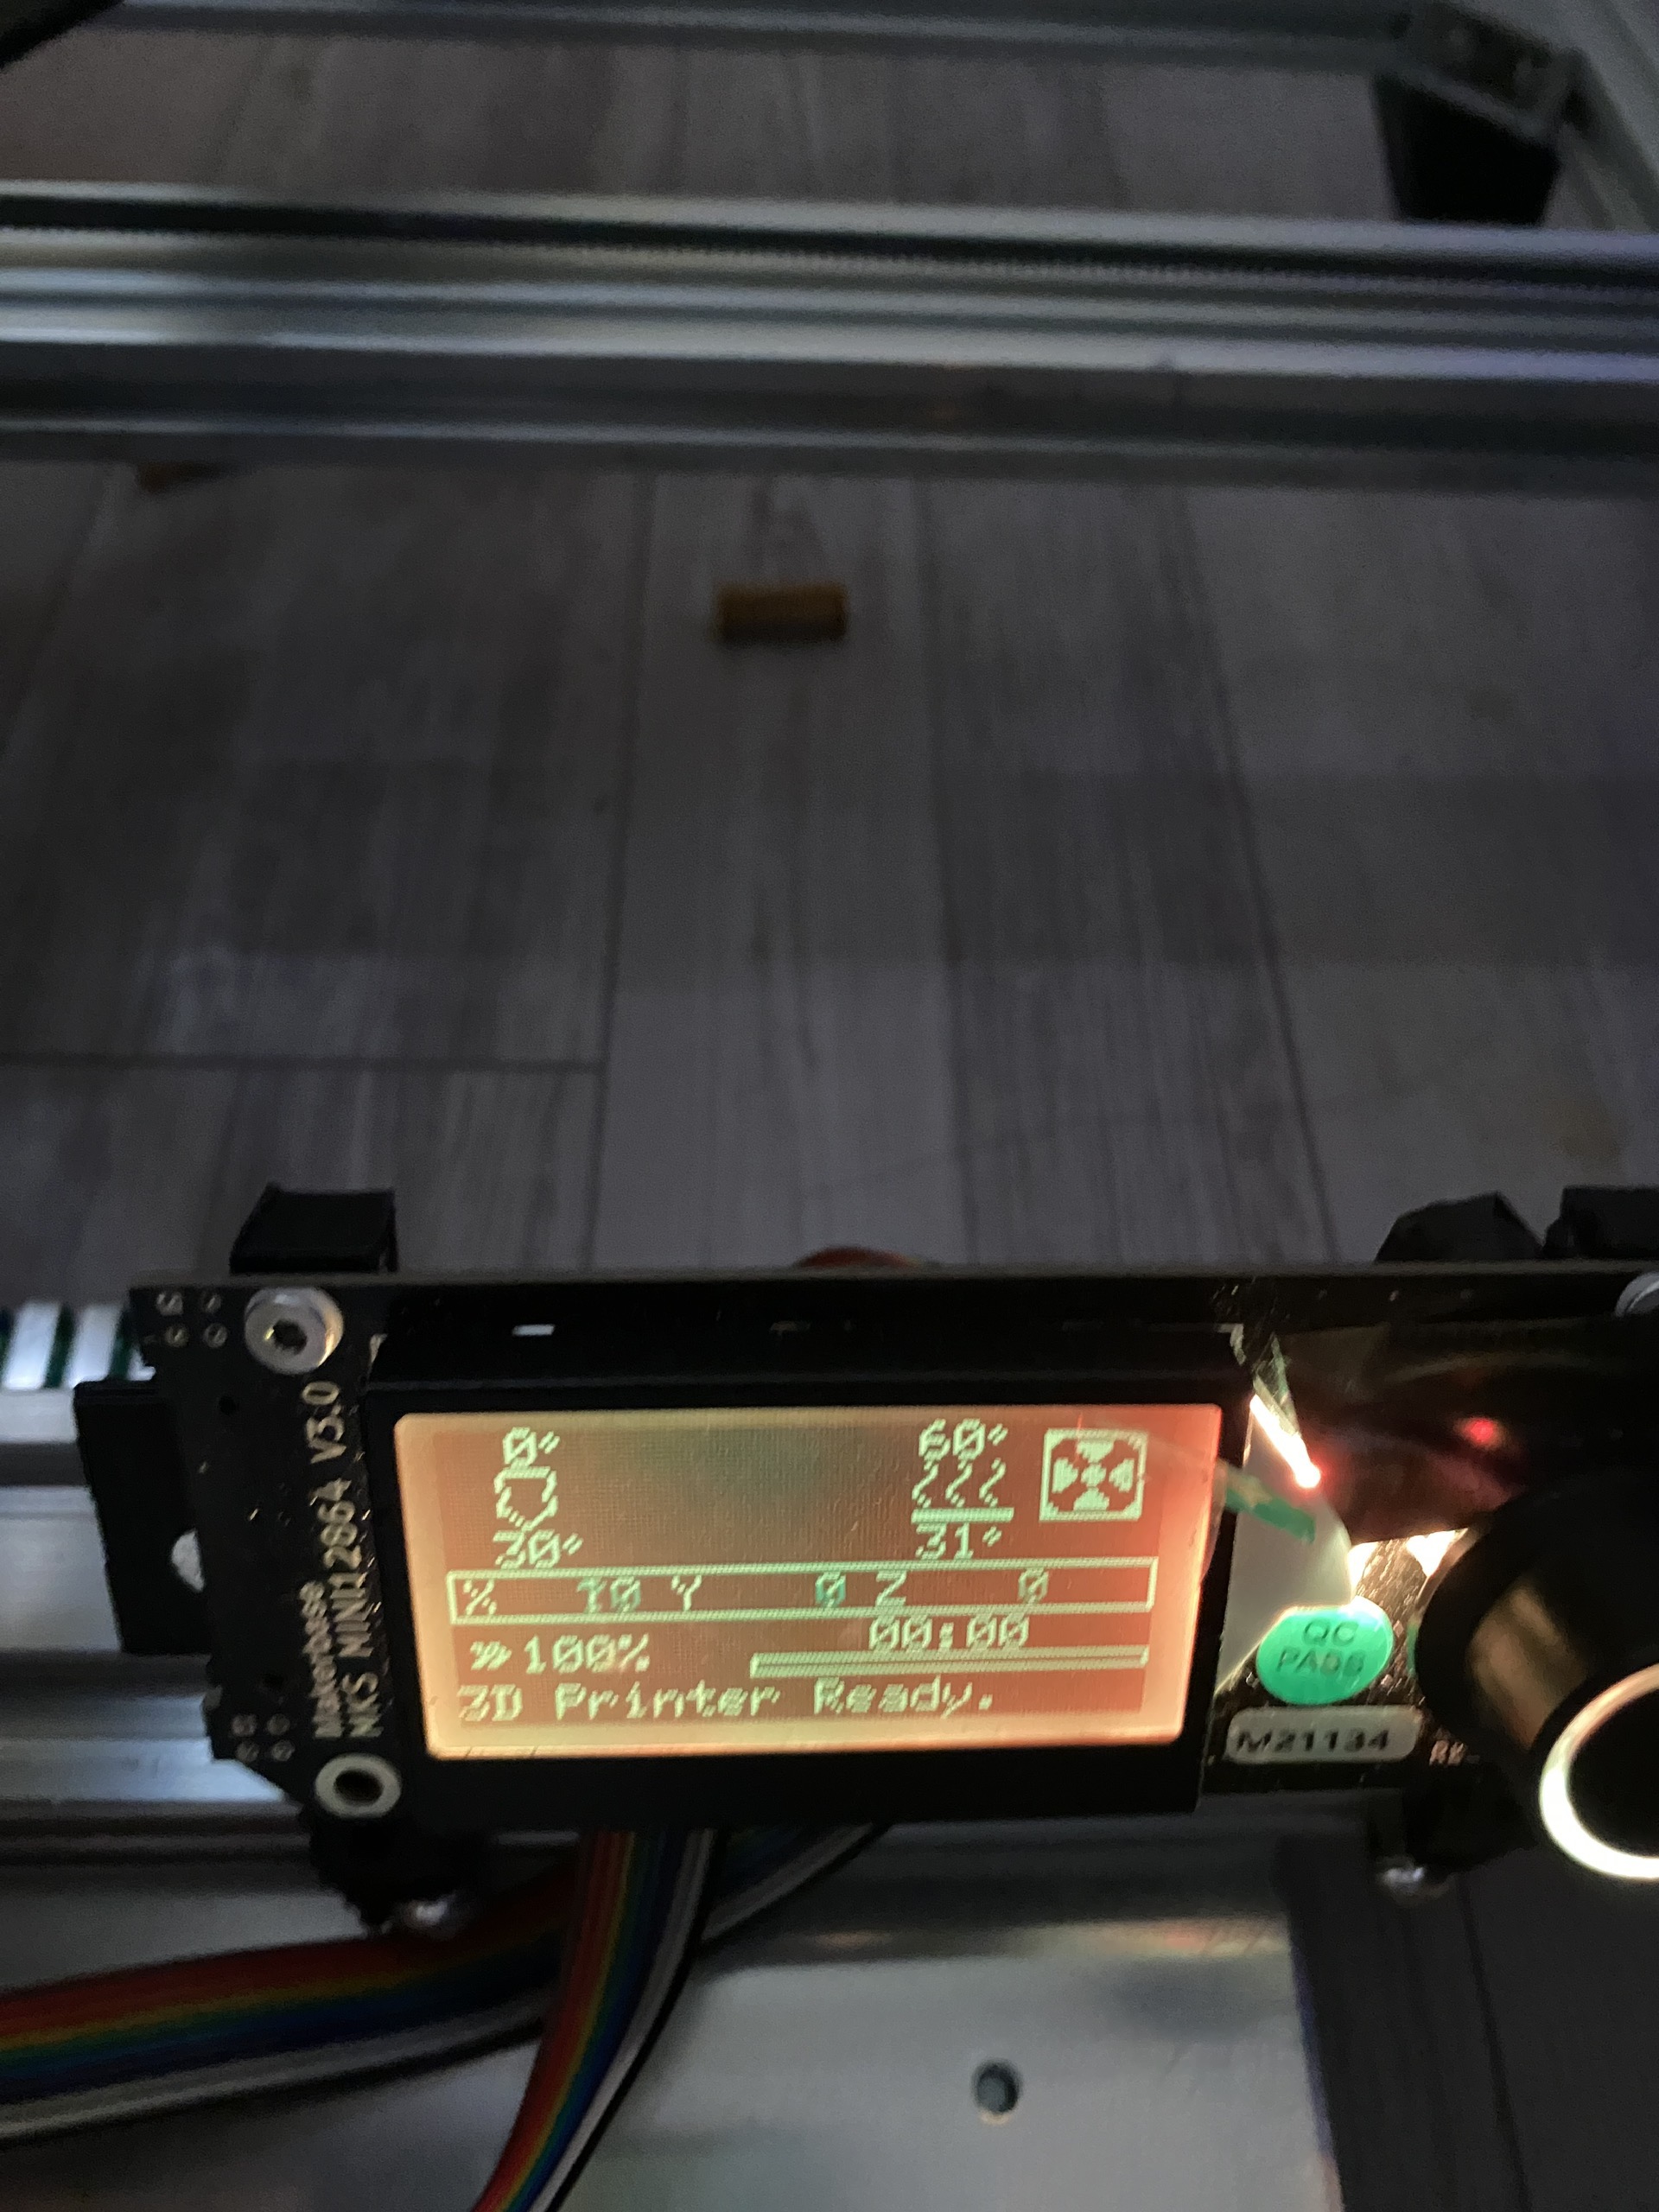 Makerbase
MKS MINI12864 V3.0
0° 60°
30° 31°
X 10 Y 0 Z 0
»100% 00:00
3D Printer Ready.
QC
PASS
M21134